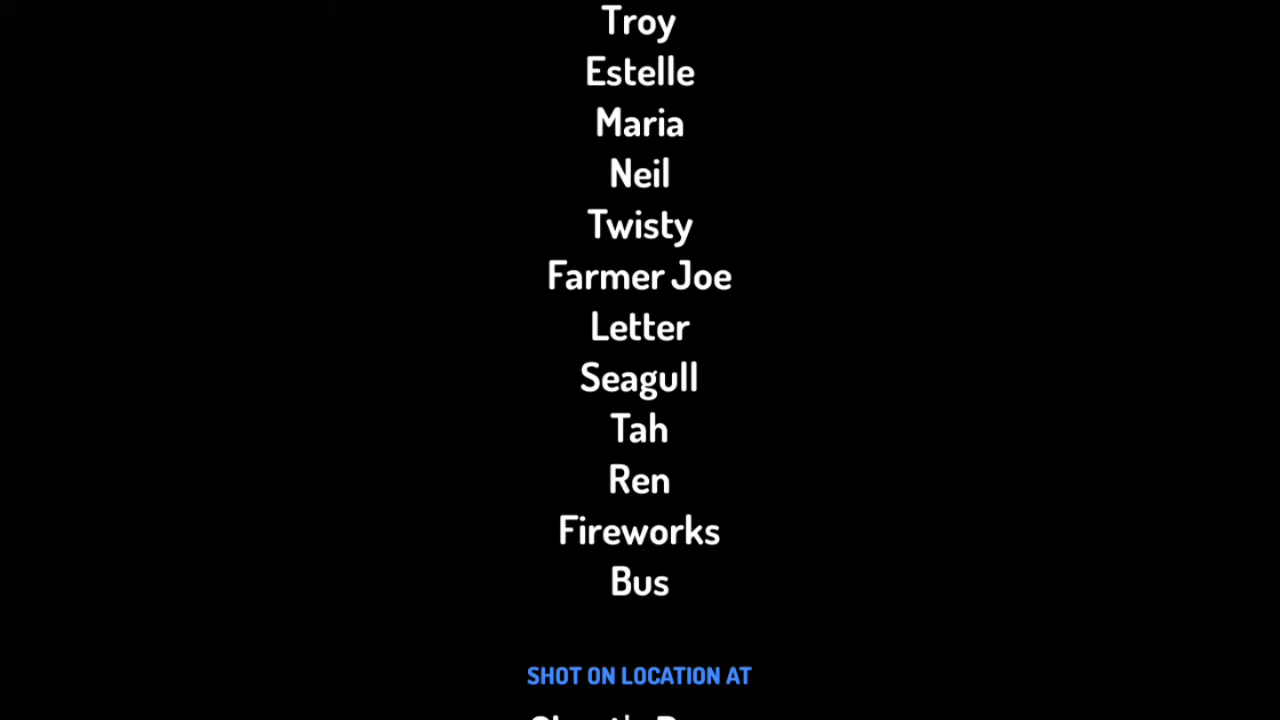 Troy
Estelle
Maria
Neil
Twisty
Farmer Joe
Letter
Seagull
Tah
Ren
Fireworks
Bus
SHOT ON LOCATION AT